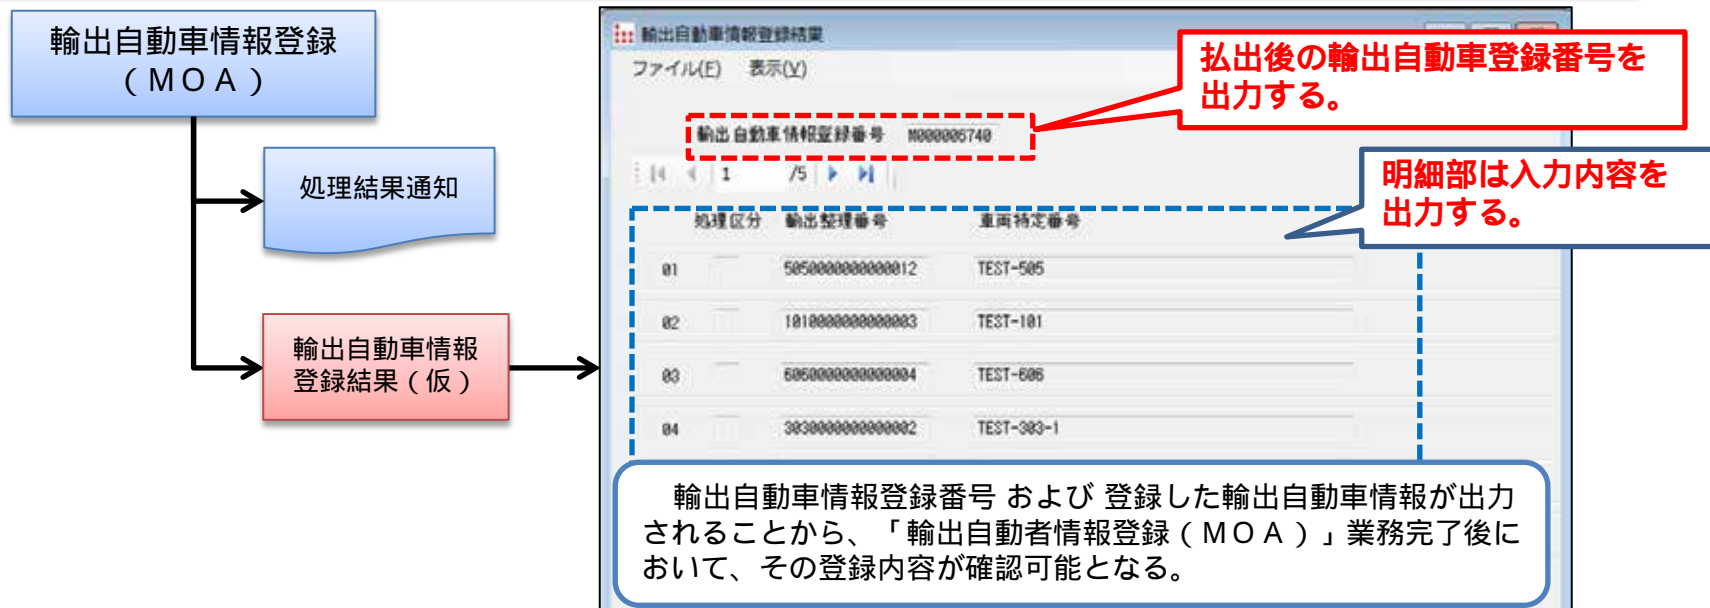 輸出自動車情報登録
（ＭＯＡ）
処理結果通知
輸出自動車情報
登録結果（仮）
輸出自動車情報登録結果
ファイル(F) 表示(V)
払出後の輸出自動車登録番号を
出力する。
輸出自動車情報登録番号 M000006740
1 /5
明細部は入力内容を
出力する。
処理区分 輸出整理番号 車両特定番号
01 5050000000000012 TEST-505
02 1010000000000003 TEST-101
03 6060000000000004 TEST-606
04 3030000000000002 TEST-303-1
輸出自動車情報登録番号 および 登録した輸出自動車情報が出力
されることから、「輸出自動者情報登録（ＭＯＡ）」業務完了後に
おいて、その登録内容が確認可能となる。